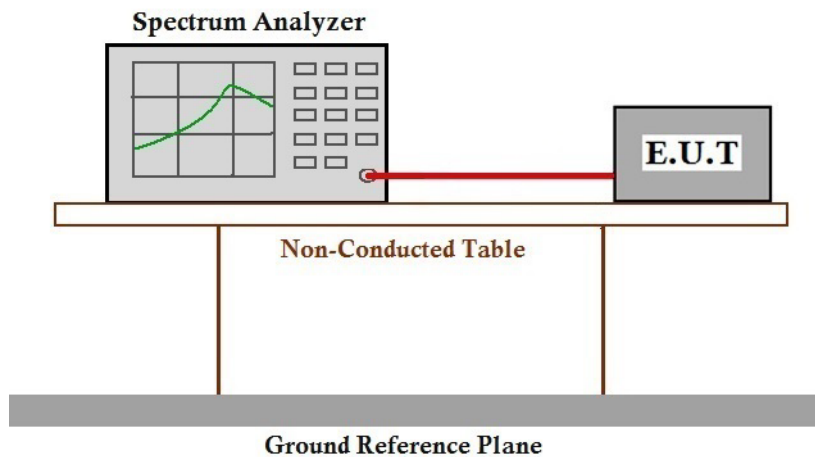 Spectrum Analyzer
E.U.T
Non-Conducted Table
Ground Reference Plane